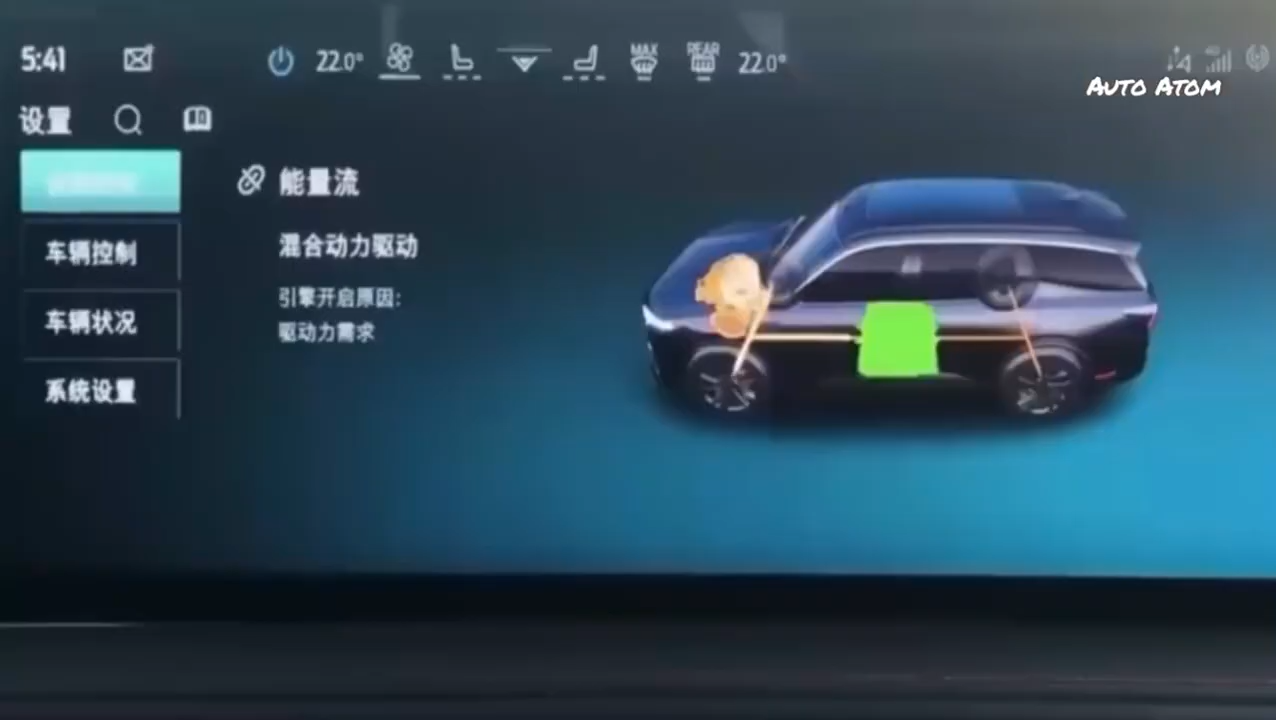 5:41
22.0°
MAX
REAR
22.0°
4G
Auto Atom
设置
能量流
车辆控制
混合动力驱动
引擎开启原因:
车辆状况
驱动力需求
系统设置